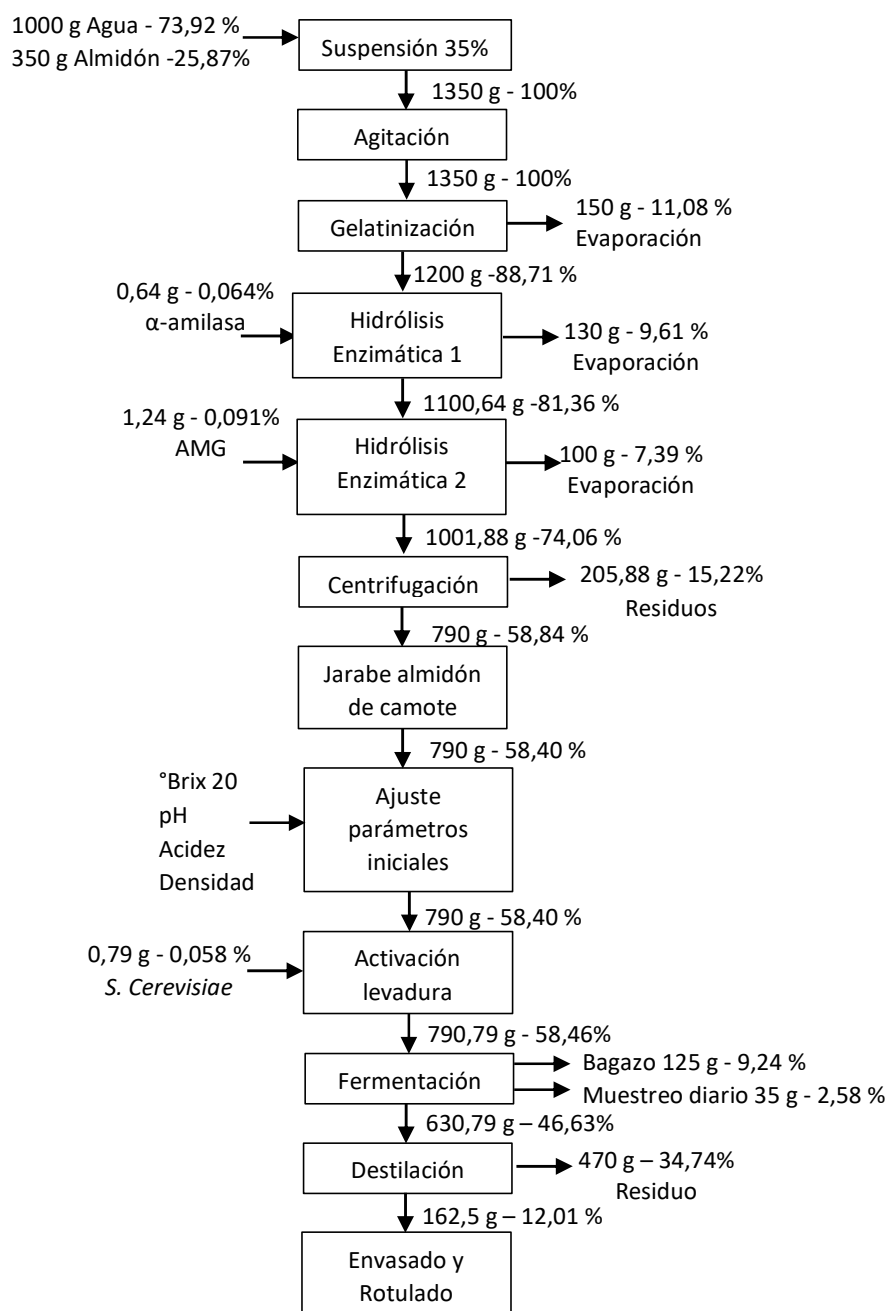 1000 g Agua - 73,92 %
350 g Almidón -25,87%
Suspensión 35%
1350 g - 100%
Agitación
1350 g - 100%
Gelatinización
150 g - 11,08 %
Evaporación
1200 g -88,71 %
0,64 g - 0,064%
α-amilasa
Hidrólisis
Enzimática 1
130 g - 9,61 %
Evaporación
1100,64 g -81,36 %
1,24 g - 0,091%
AMG
Hidrólisis
Enzimática 2
100 g - 7,39 %
Evaporación
1001,88 g -74,06 %
Centrifugación
205,88 g - 15,22%
Residuos
790 g - 58,84 %
Jarabe almidón
de camote
790 g - 58,40 %
°Brix 20
pH
Acidez
Densidad
Ajuste
parámetros
iniciales
790 g - 58,40 %
0,79 g - 0,058 %
S. Cerevisiae
Activación
levadura
790,79 g - 58,46%
Fermentación
Bagazo 125 g - 9,24 %
Muestreo diario 35 g - 2,58 %
630,79 g – 46,63%
Destilación
470 g – 34,74%
Residuo
162,5 g – 12,01 %
Envasado y
Rotulado